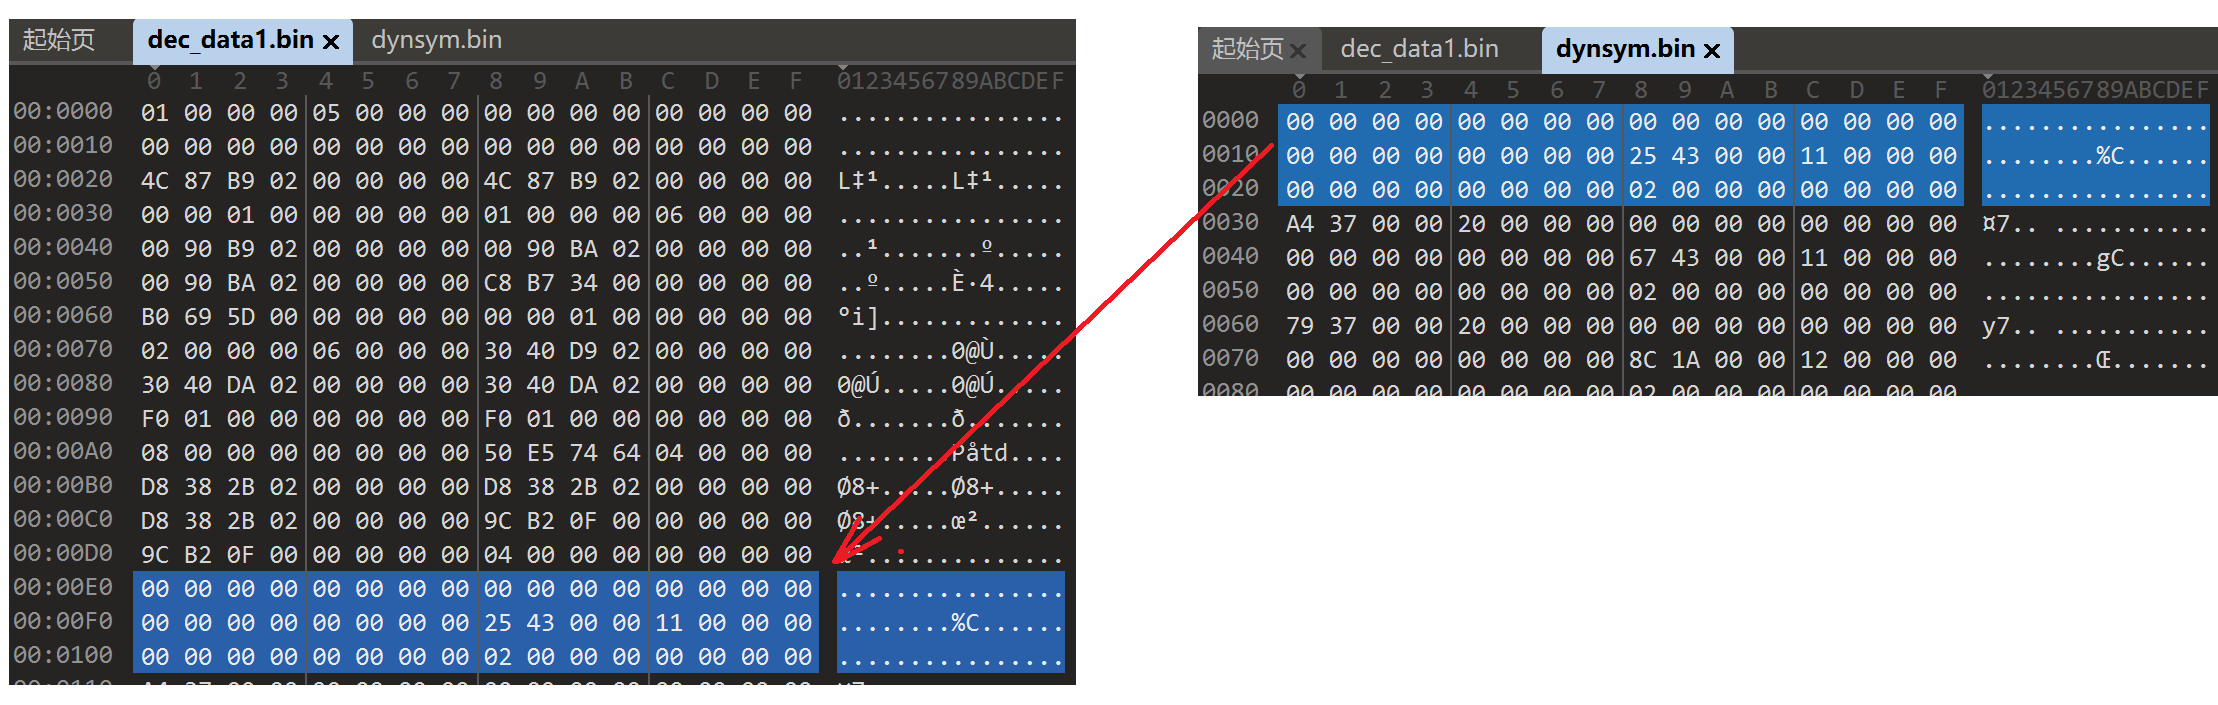 起始页 dec_data1.bin × dynsym.bin
0 1 2 3 4 5 6 7 8 9 A B C D E F 0123456789ABCDEF
00:0000 01 00 00 00 05 00 00 00 00 00 00 00 00 00 00 00 ................
00:0010 00 00 00 00 00 00 00 00 00 00 00 00 00 00 00 00 ................
00:0020 4C 87 B9 02 00 00 00 00 4C 87 B9 02 00 00 00 00 L‡¹.....L‡¹.....
00:0030 00 00 01 00 00 00 00 00 01 00 00 00 06 00 00 00 ................
00:0040 00 90 B9 02 00 00 00 00 00 90 BA 02 00 00 00 00 ..¹.......º.....
00:0050 00 90 BA 02 00 00 00 00 C8 B7 34 00 00 00 00 00 ..º.....È·4.....
00:0060 B0 69 5D 00 00 00 00 00 00 00 01 00 00 00 00 00 °i].............
00:0070 02 00 00 00 06 00 00 00 30 40 D9 02 00 00 00 00 ........0@Ù.....
00:0080 30 40 DA 02 00 00 00 00 30 40 DA 02 00 00 00 00 0@Ú.....0@Ú.....
00:0090 F0 01 00 00 00 00 00 00 F0 01 00 00 00 00 00 00 ð.......ð.......
00:00A0 08 00 00 00 00 00 00 00 50 E5 74 64 04 00 00 00 ........Påtd....
00:00B0 D8 38 2B 02 00 00 00 00 D8 38 2B 02 00 00 00 00 Ø8+.....Ø8+.....
00:00C0 D8 38 2B 02 00 00 00 00 9C B2 0F 00 00 00 00 00 Ø8+.....œ²......
00:00D0 9C B2 0F 00 00 00 00 00 04 00 00 00 00 00 00 00 œ²..............
00:00E0 00 00 00 00 00 00 00 00 00 00 00 00 00 00 00 00 ................
00:00F0 00 00 00 00 00 00 00 00 25 43 00 00 11 00 00 00 ........%C......
00:0100 00 00 00 00 00 00 00 00 02 00 00 00 00 00 00 00 ................
起始页 × dec_data1.bin dynsym.bin ×
0 1 2 3 4 5 6 7 8 9 A B C D E F 0123456789ABCDEF
0000 00 00 00 00 00 00 00 00 00 00 00 00 00 00 00 00 ................
0010 00 00 00 00 00 00 00 00 25 43 00 00 11 00 00 00 ........%C......
0020 00 00 00 00 00 00 00 00 02 00 00 00 00 00 00 00 ................
0030 A4 37 00 00 20 00 00 00 00 00 00 00 00 00 00 00 ¤7.. ...........
0040 00 00 00 00 00 00 00 00 67 43 00 00 11 00 00 00 ........gC......
0050 00 00 00 00 00 00 00 00 02 00 00 00 00 00 00 00 ................
0060 79 37 00 00 20 00 00 00 00 00 00 00 00 00 00 00 y7.. ...........
0070 00 00 00 00 00 00 00 00 8C 1A 00 00 12 00 00 00 ........Œ.......
0080 00 00 00 00 00 00 00 00 02 00 00 00 00 00 00 00